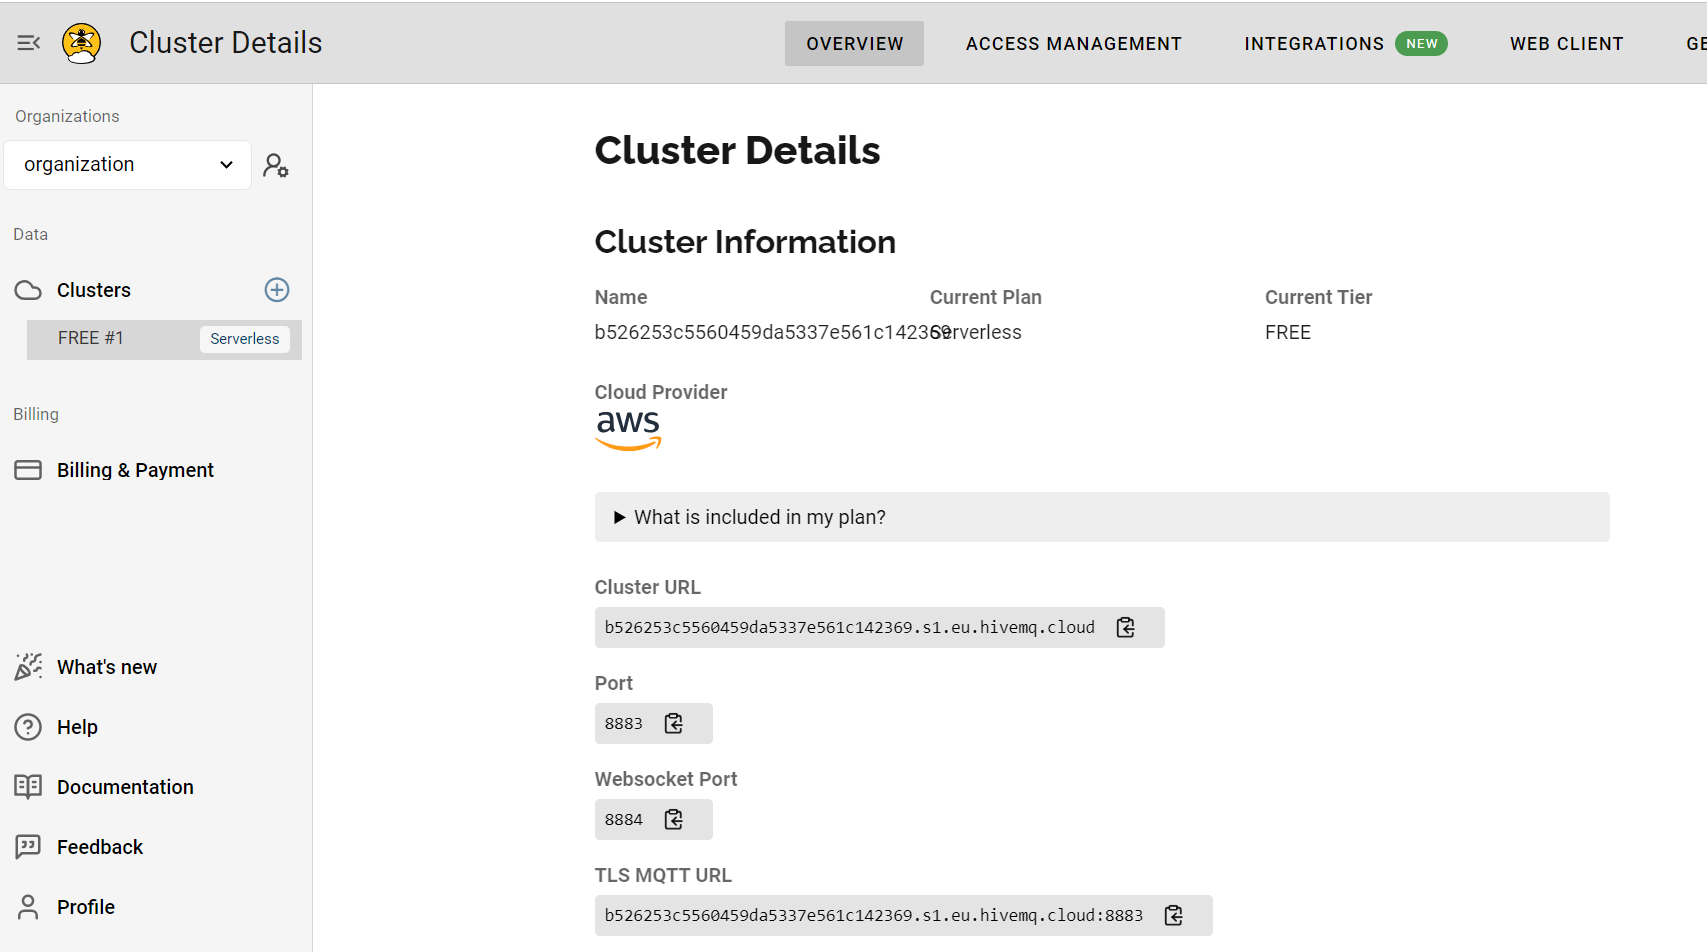 Cluster Details
OVERVIEW
ACCESS MANAGEMENT
INTEGRATIONS NEW
WEB CLIENT
GE
Organizations
organization
Data
Clusters
FREE #1 Serverless
Billing
Billing & Payment
What's new
Help
Documentation
Feedback
Profile
Cluster Details
Cluster Information
Name
b526253c5560459da5337e561c142369
Current Plan
Serverless
Current Tier
FREE
Cloud Provider
aws
What is included in my plan?
Cluster URL
b526253c5560459da5337e561c142369.s1.eu.hivemq.cloud
Port
8883
Websocket Port
8884
TLS MQTT URL
b526253c5560459da5337e561c142369.s1.eu.hivemq.cloud:8883